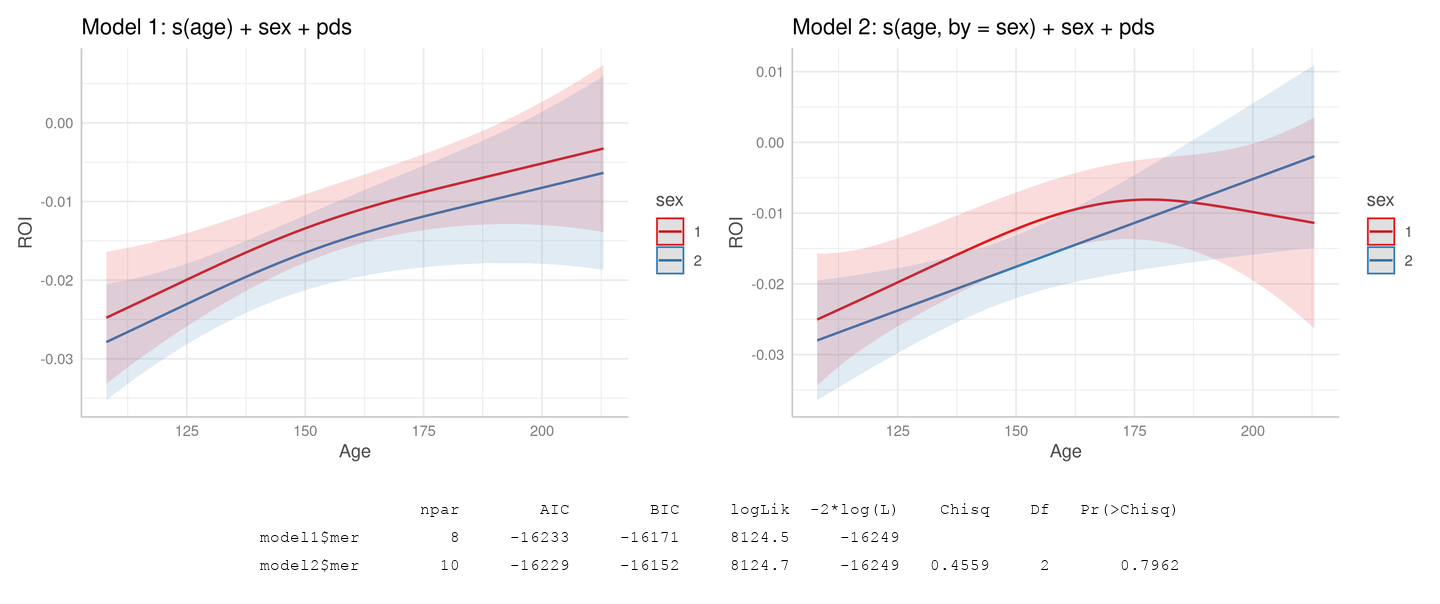 Model 1: s(age) + sex + pds
0.00
-0.01
-0.02
-0.03
ROI
125 150 175 200
Age
sex
1
2
Model 2: s(age, by = sex) + sex + pds
0.01
0.00
-0.01
-0.02
-0.03
ROI
125 150 175 200
Age
sex
1
2
npar AIC BIC logLik -2*log(L) Chisq Df Pr(>Chisq)
model1$mer 8 -16233 -16171 8124.5 -16249
model2$mer 10 -16229 -16152 8124.7 -16249 0.4559 2 0.7962